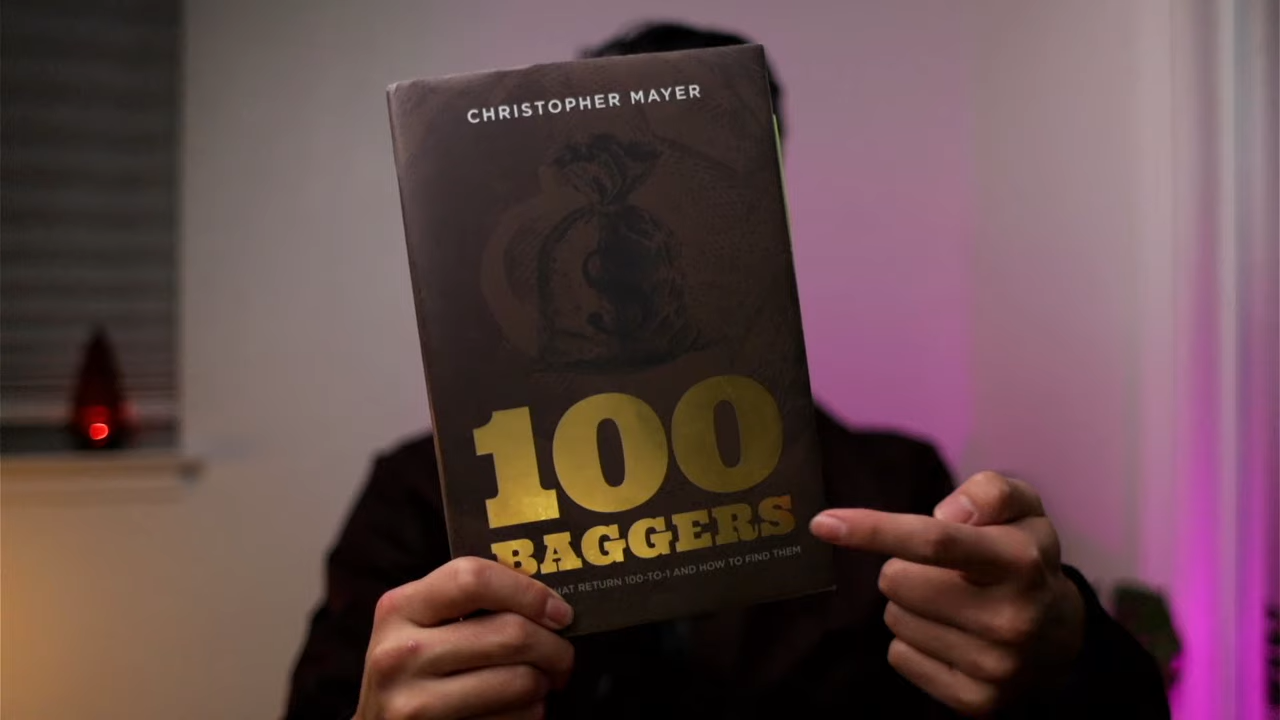 CHRISTOPHER MAYER
100
BAGGERS
HAT RETURN 100-TO-1 AND HOW TO FIND THEM